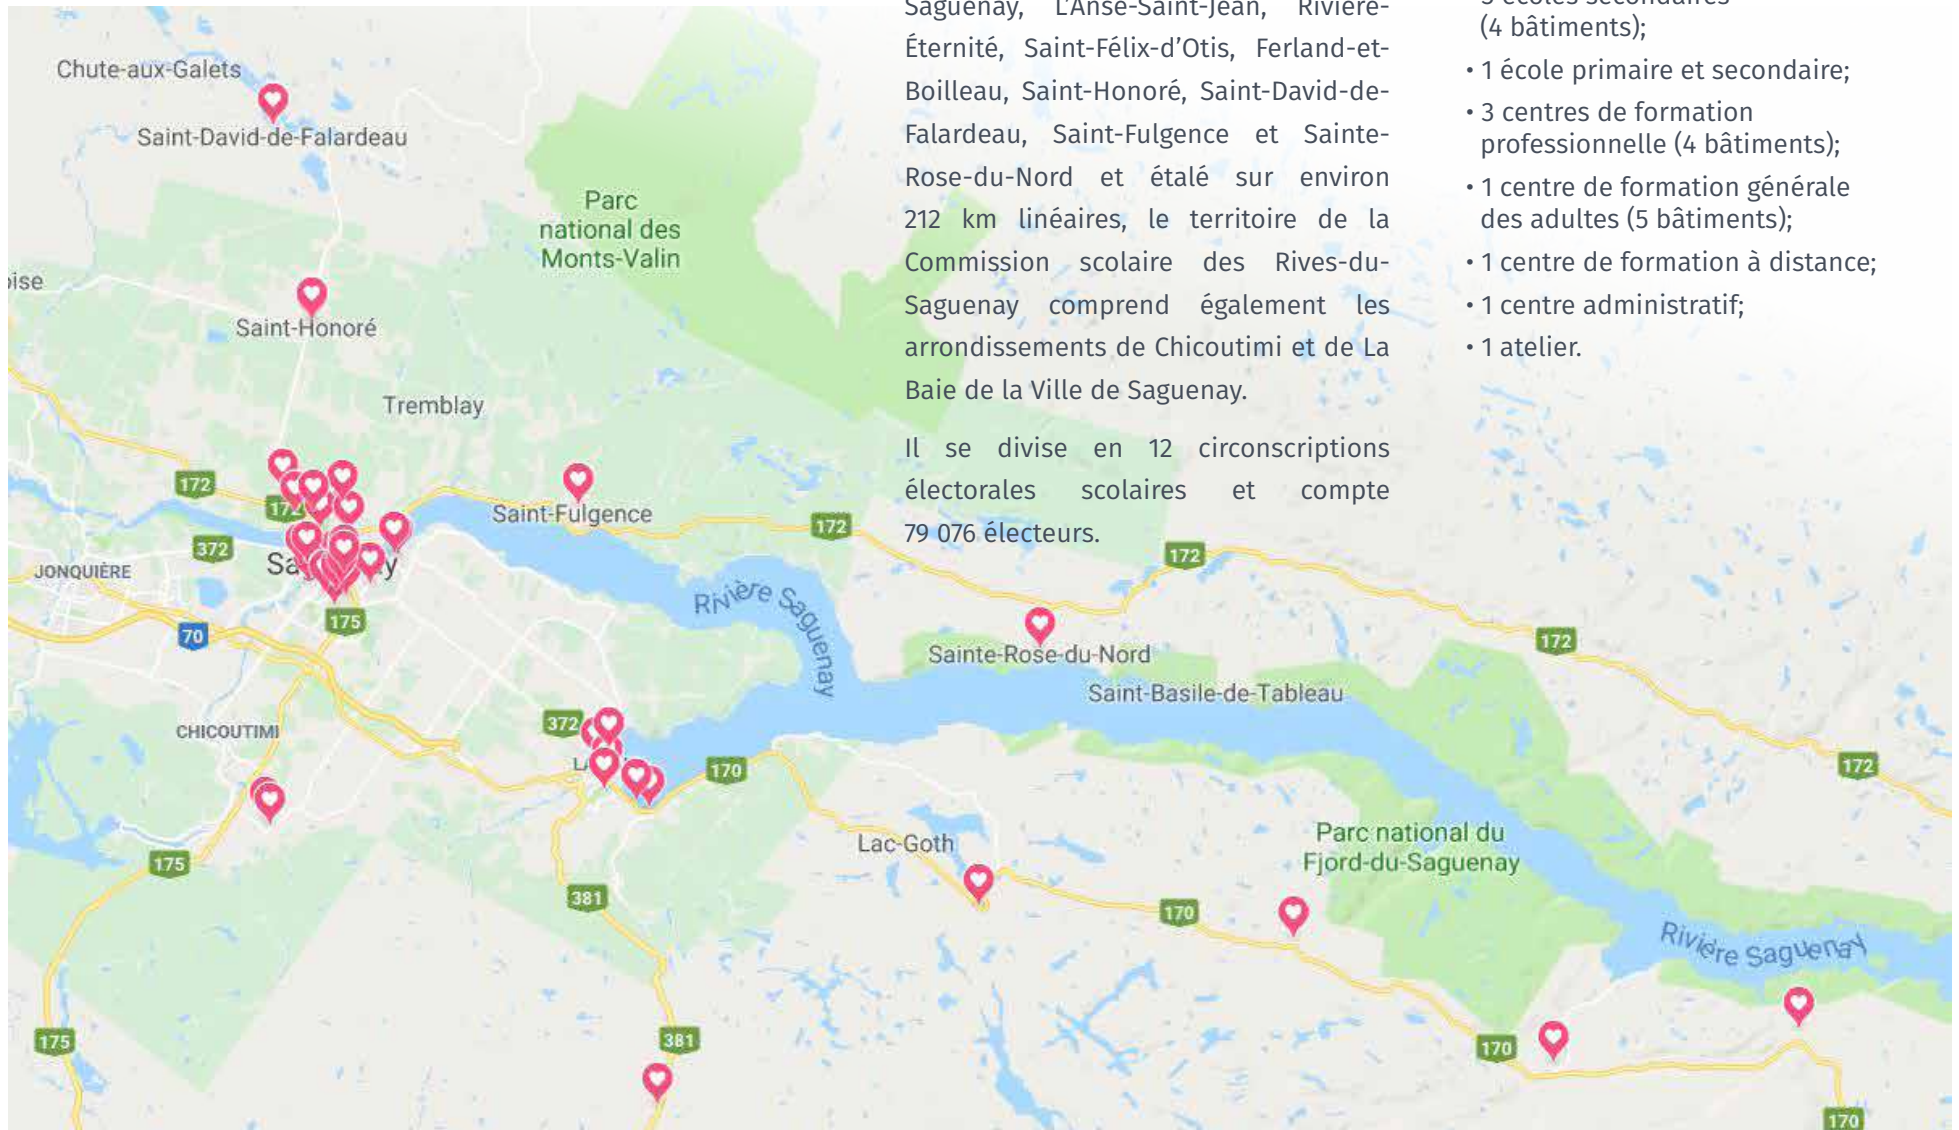 Saguenay, L'Anse-Saint-Jean, Rivière-
Éternité, Saint-Félix-d'Otis, Ferland-et-
Boilleau, Saint-Honoré, Saint-David-de-
Falardeau, Saint-Fulgence et Sainte-
Rose-du-Nord et étalé sur environ
212 km linéaires, le territoire de la
Commission scolaire des Rives-du-
Saguenay comprend également les
arrondissements de Chicoutimi et de La
Baie de la Ville de Saguenay.
Il se divise en 12 circonscriptions
électorales scolaires et compte
79 076 électeurs.
écoles secondaires
(4 bâtiments);
• 1 école primaire et secondaire;
• 3 centres de formation
professionnelle (4 bâtiments);
• 1 centre de formation générale
des adultes (5 bâtiments);
• 1 centre de formation à distance;
• 1 centre administratif;
• 1 atelier.
Chute-aux-Galets
Saint-David-de-Falardeau
Parc
national des
Monts-Valin
Saint-Honoré
Tremblay
172
172
Saint-Fulgence
172
372
JONQUIÈRE
172
Rivière Saguenay
175
70
172
Sainte-Rose-du-Nord
Saint-Basile-de-Tableau
372
CHICOUTIMI
170
172
Parc national du
Fjord-du-Saguenay
Lac-Goth
175
381
170
Rivière Saguenay
175
381
170
170